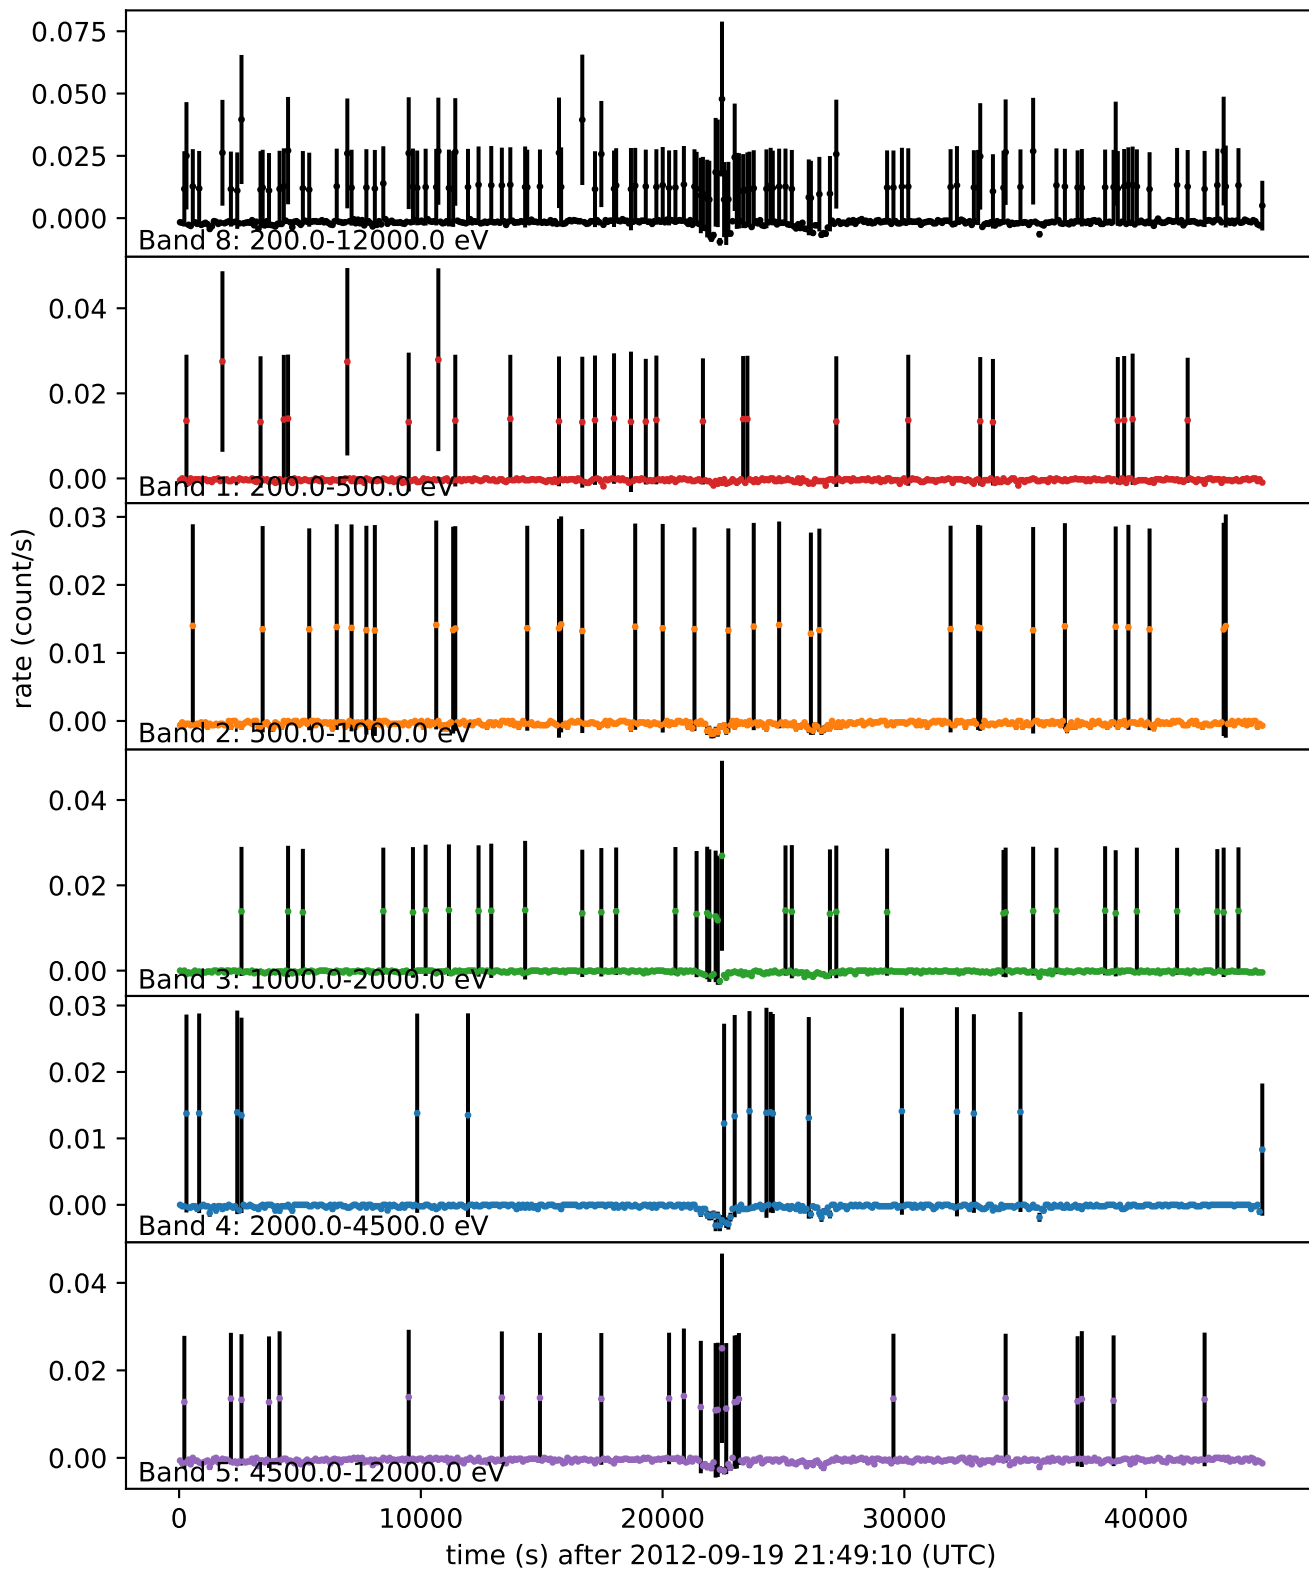 0.075
0.050
0.025
0.000
Band 8: 200.0-12000.0 eV
0.04
0.02
0.00
Band 1: 200.0-500.0 eV
rate (count/s)
0.03
0.02
0.01
0.00
Band 2: 500.0-1000.0 eV
0.04
0.02
0.00
Band 3: 1000.0-2000.0 eV
0.03
0.02
0.01
0.00
Band 4: 2000.0-4500.0 eV
0.04
0.02
0.00
Band 5: 4500.0-12000.0 eV
0 10000 20000 30000 40000
time (s) after 2012-09-19 21:49:10 (UTC)